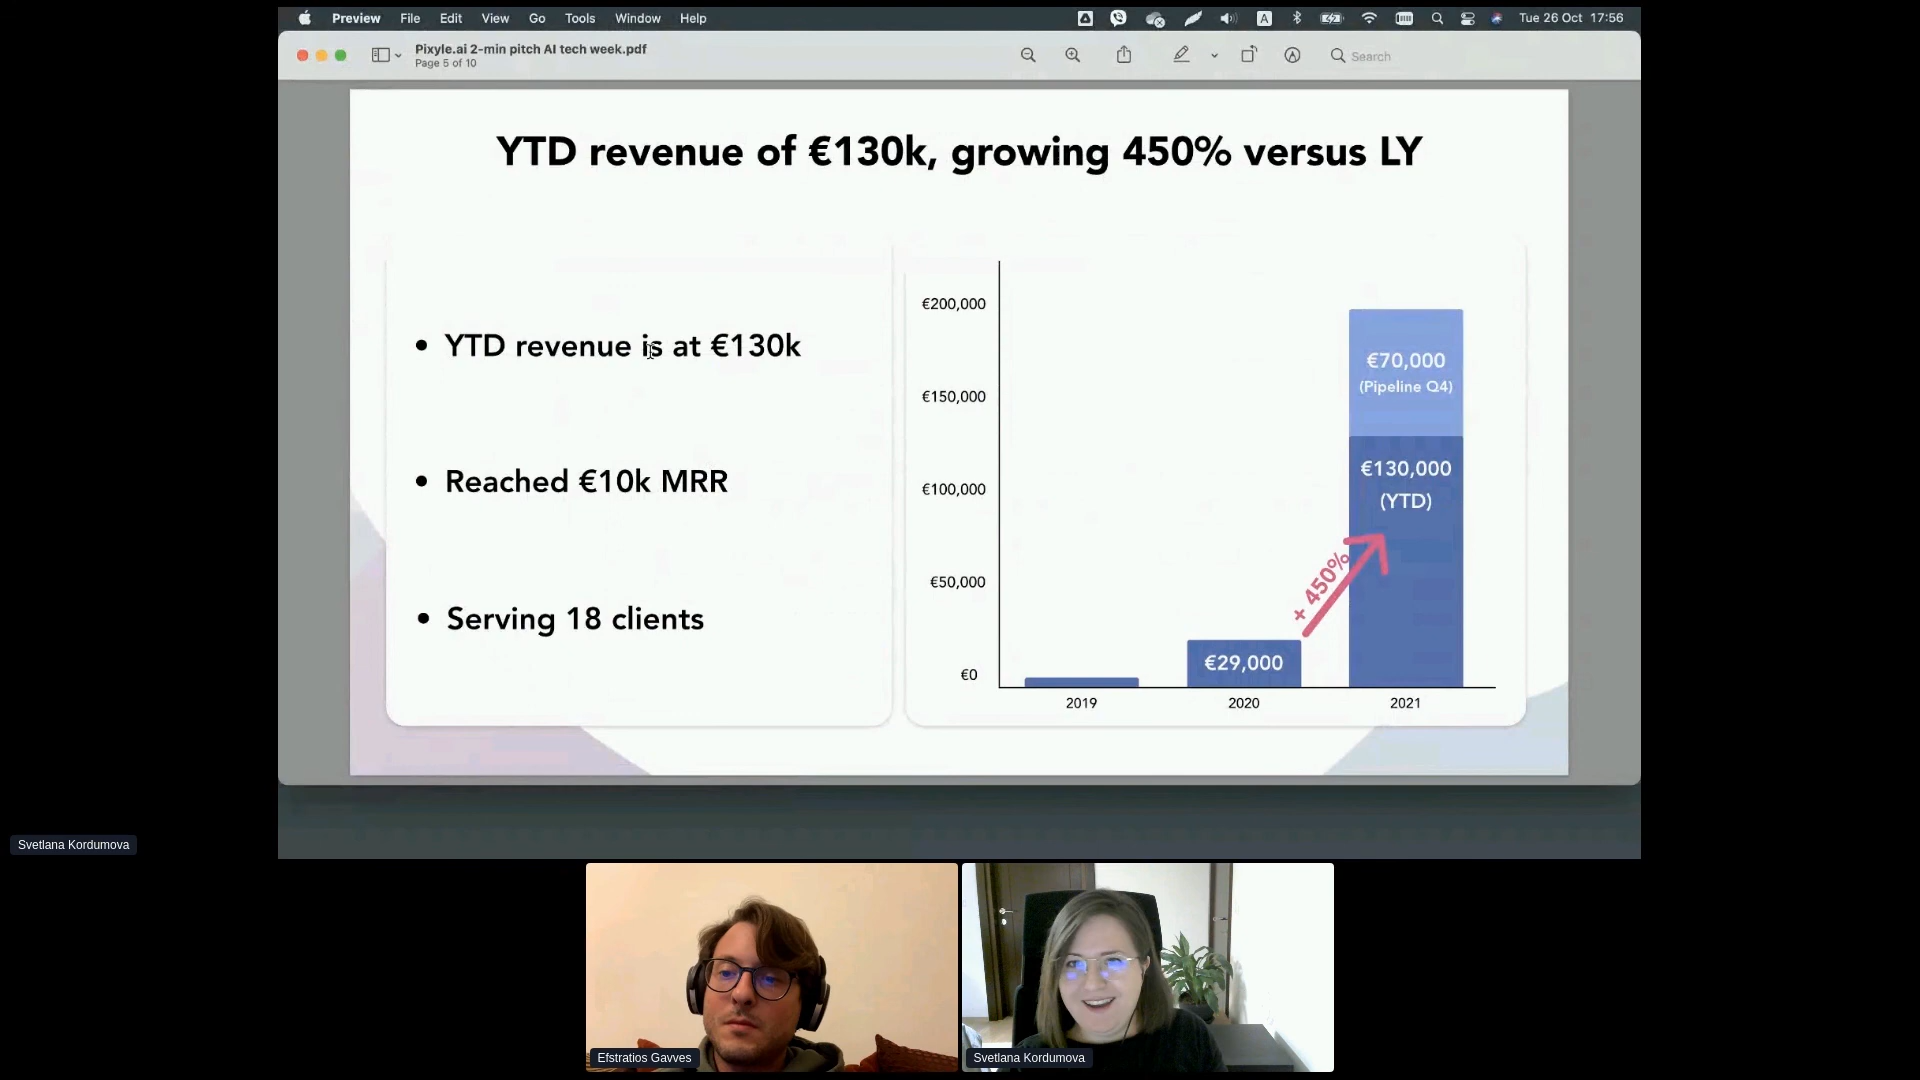 Preview File Edit View Go Tools Window Help
A
Tue 26 Oct 17:56
Pixyle.ai 2-min pitch AI tech week.pdf
Page 5 of 10
Search
YTD revenue of €130k, growing 450% versus LY
• YTD revenue is at €130k
• Reached €10k MRR
• Serving 18 clients
€200,000
€150,000
€100,000
€50,000
€0
€70,000
(Pipeline Q4)
€130,000
(YTD)
+ 450%
€29,000
2019
2020
2021
Svetlana Kordumova
Efstratios Gavves
Svetlana Kordumova